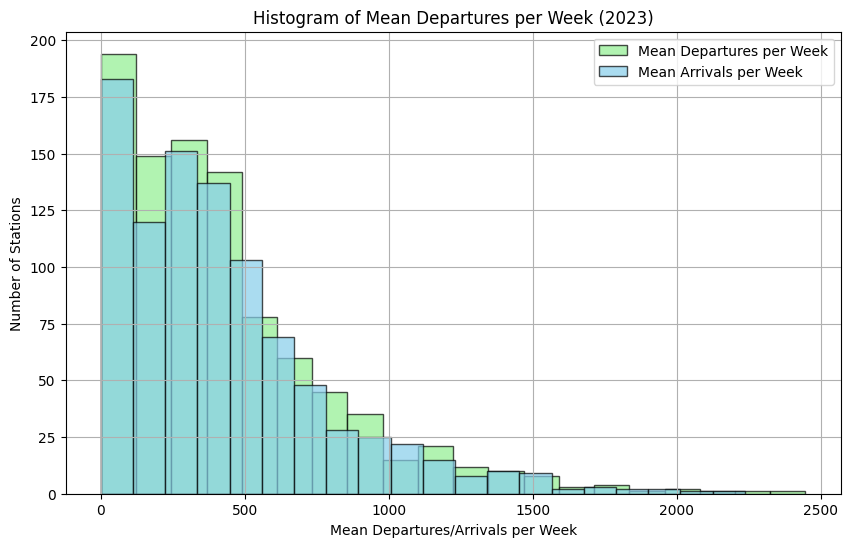 Histogram of Mean Departures per Week (2023)
Mean Departures per Week
Mean Arrivals per Week
200
175
150
125
100
75
50
25
0
Number of Stations
0 500 1000 1500 2000 2500
Mean Departures/Arrivals per Week